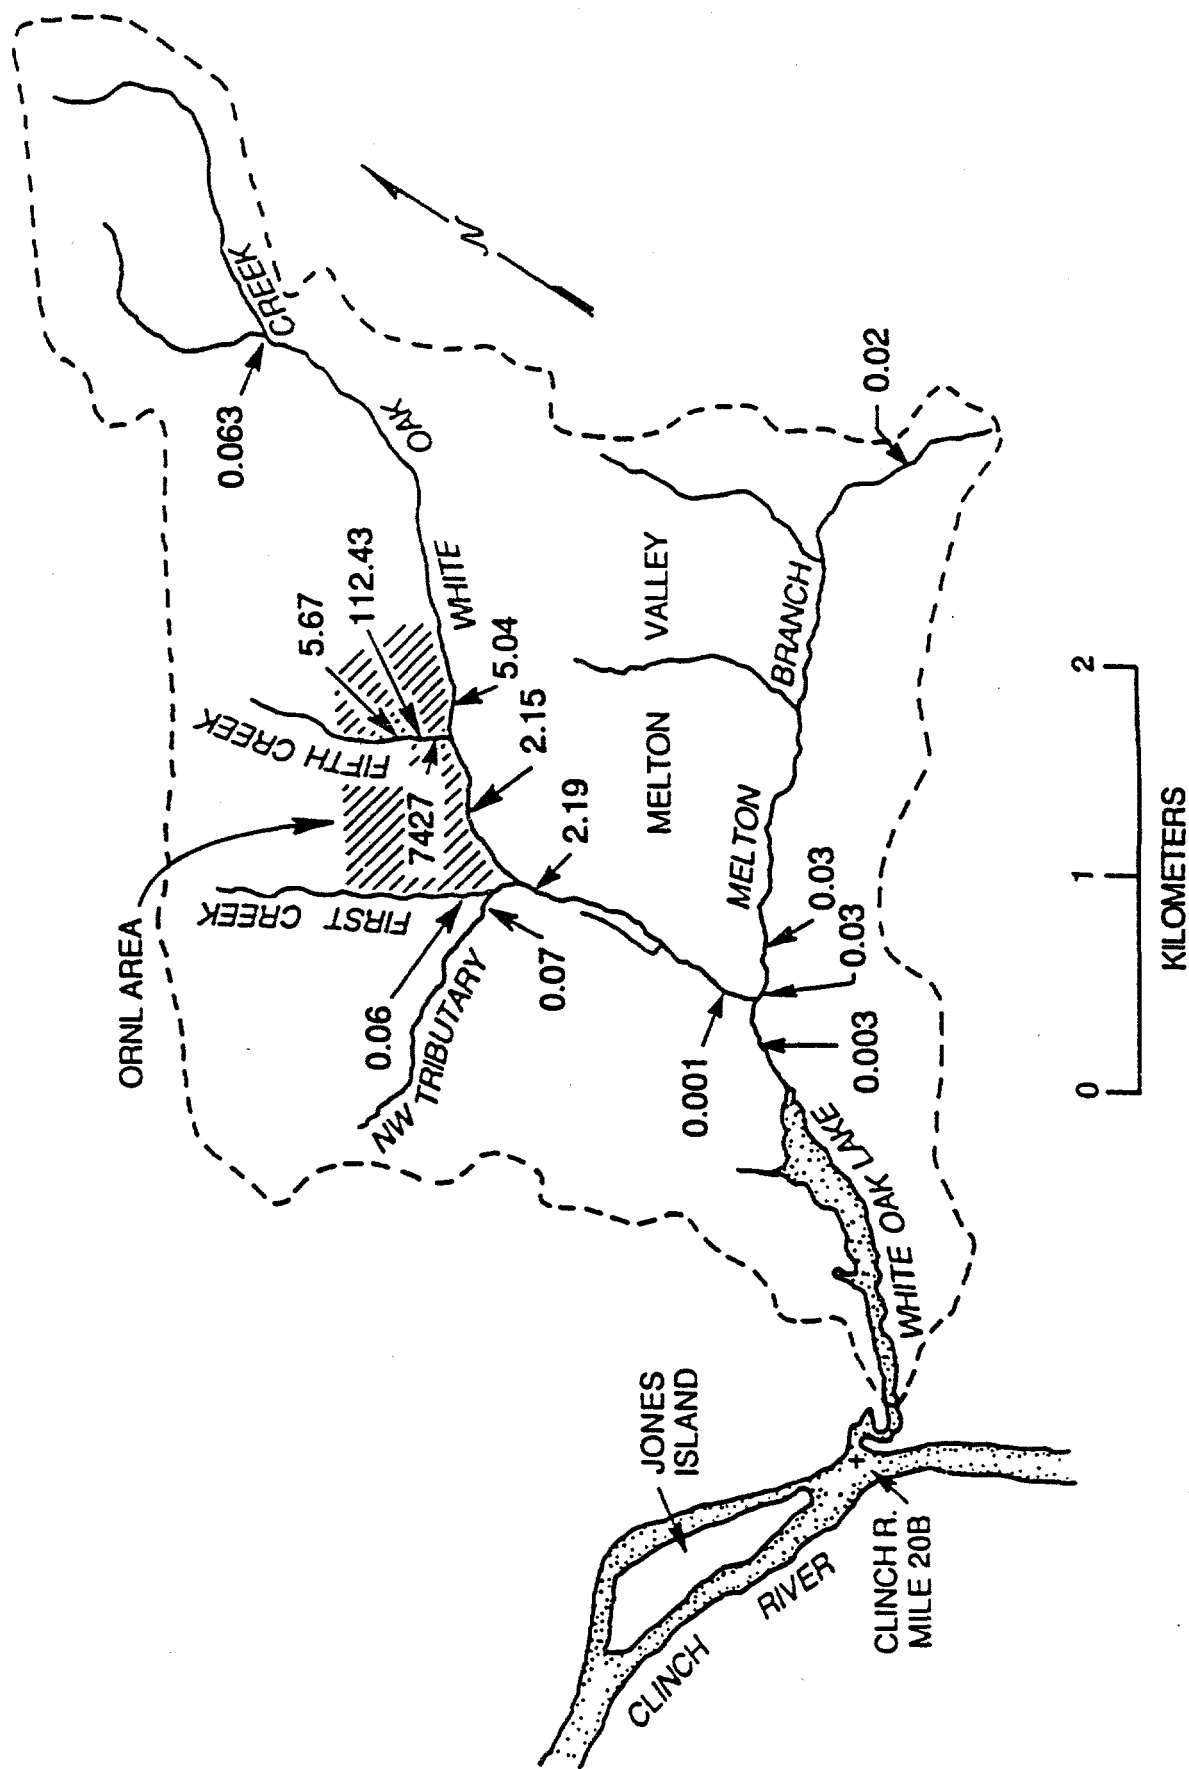 ORNL AREA
FIRST CREEK
FIFTH CREEK
5.67
112.43
7427
0.063
WHITE OAK CREEK
N
NW TRIBUTARY
0.06
0.07
5.04
2.15
2.19
MELTON VALLEY
MELTON BRANCH
0.02
0.03
0.03
0.001
0.003
WHITE OAK LAKE
JONES
ISLAND
CLINCH RIVER
CLINCH R.
MILE 20B
0 1 2
KILOMETERS